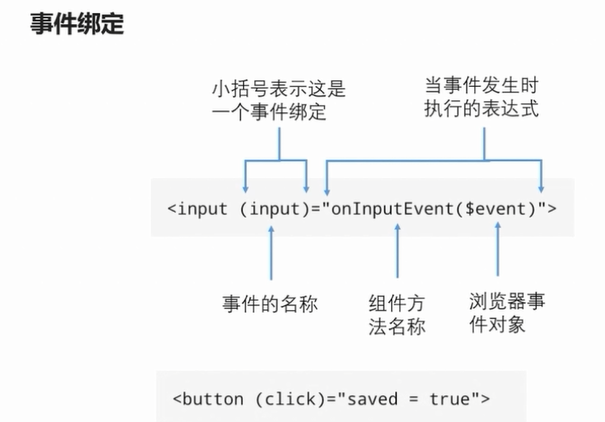 事件绑定
小括号表示这是
一个事件绑定
当事件发生时
执行的表达式
<input (input)="onInputEvent($event)">
事件的名称
组件方
法名称
浏览器事
件对象
<button (click)="saved = true">